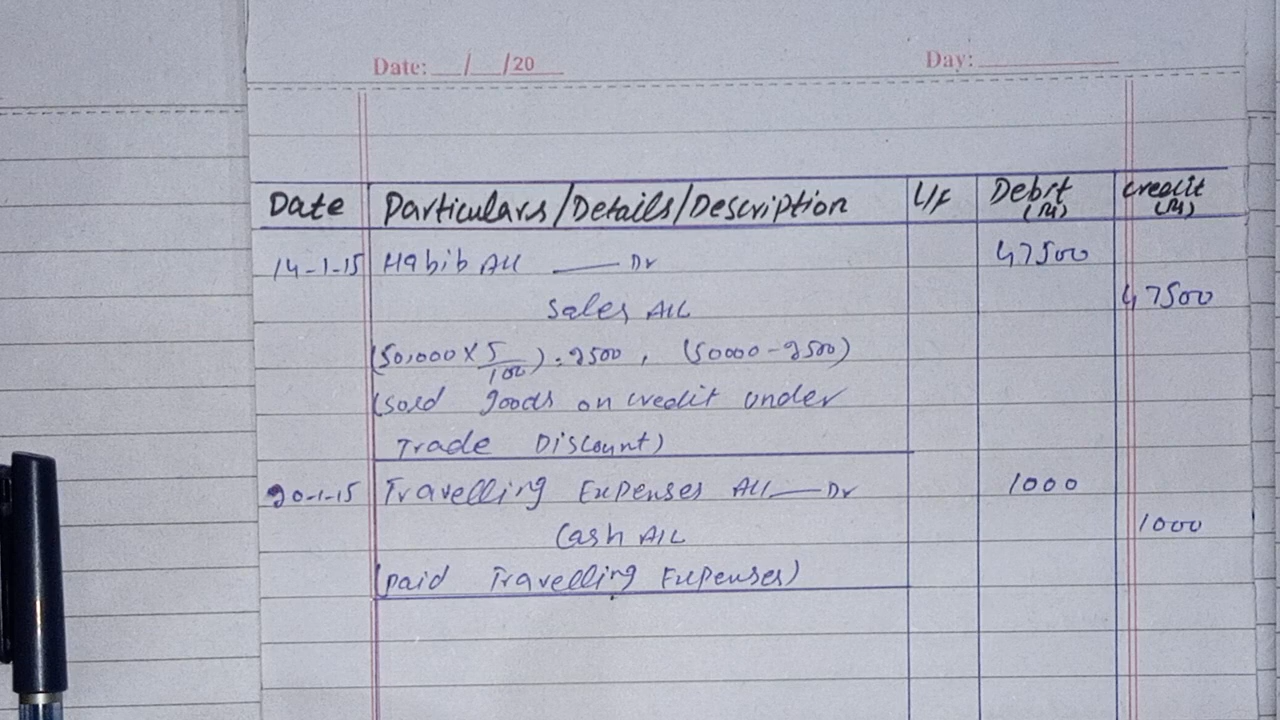 Date: __/__/20 Day:
Date Particulars/Details/Description L/F Debit (Rs) Credit (Rs)
14-1-15 Habib A/C —— Dr 47500
Sales A/C 47500
(50,000 × 5/100) = 2500, (50000-2500)
(Sold goods on credit under
Trade Discount)
20-1-15 Travelling Expenses A/C —— Dr 1000
Cash A/C 1000
(paid Travelling Expenses)